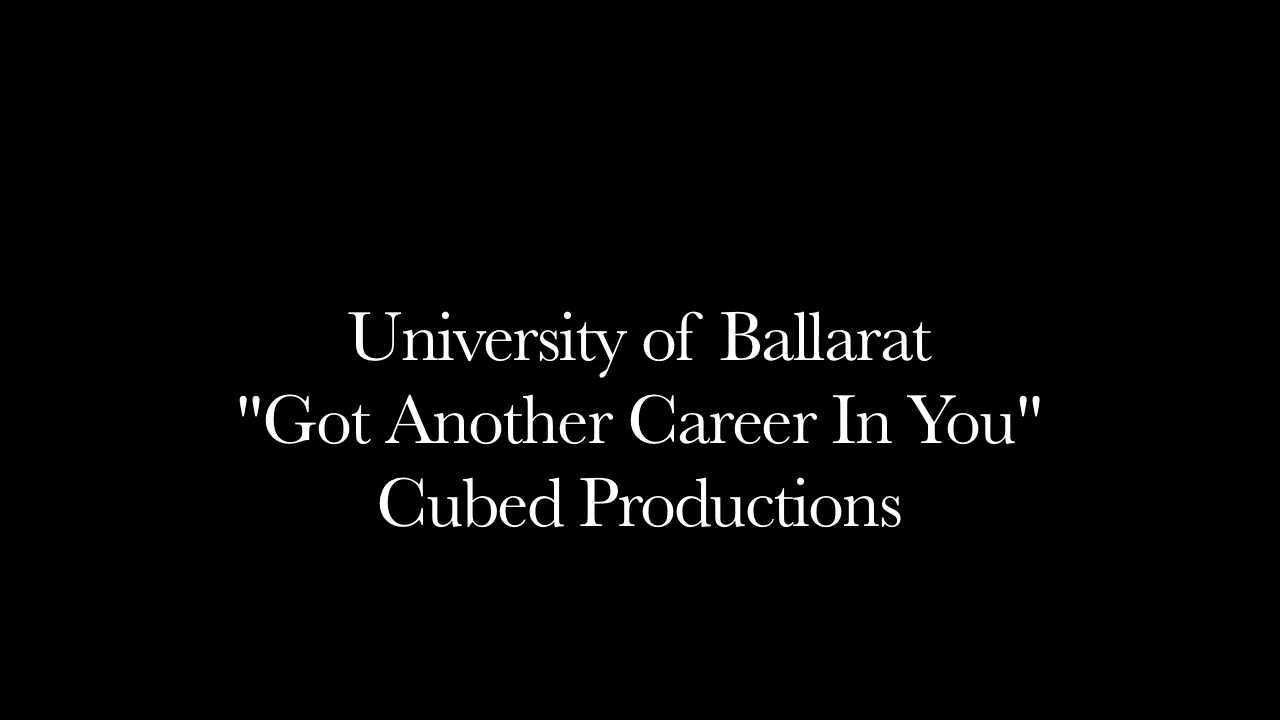 University of Ballarat
"Got Another Career In You"
Cubed Productions